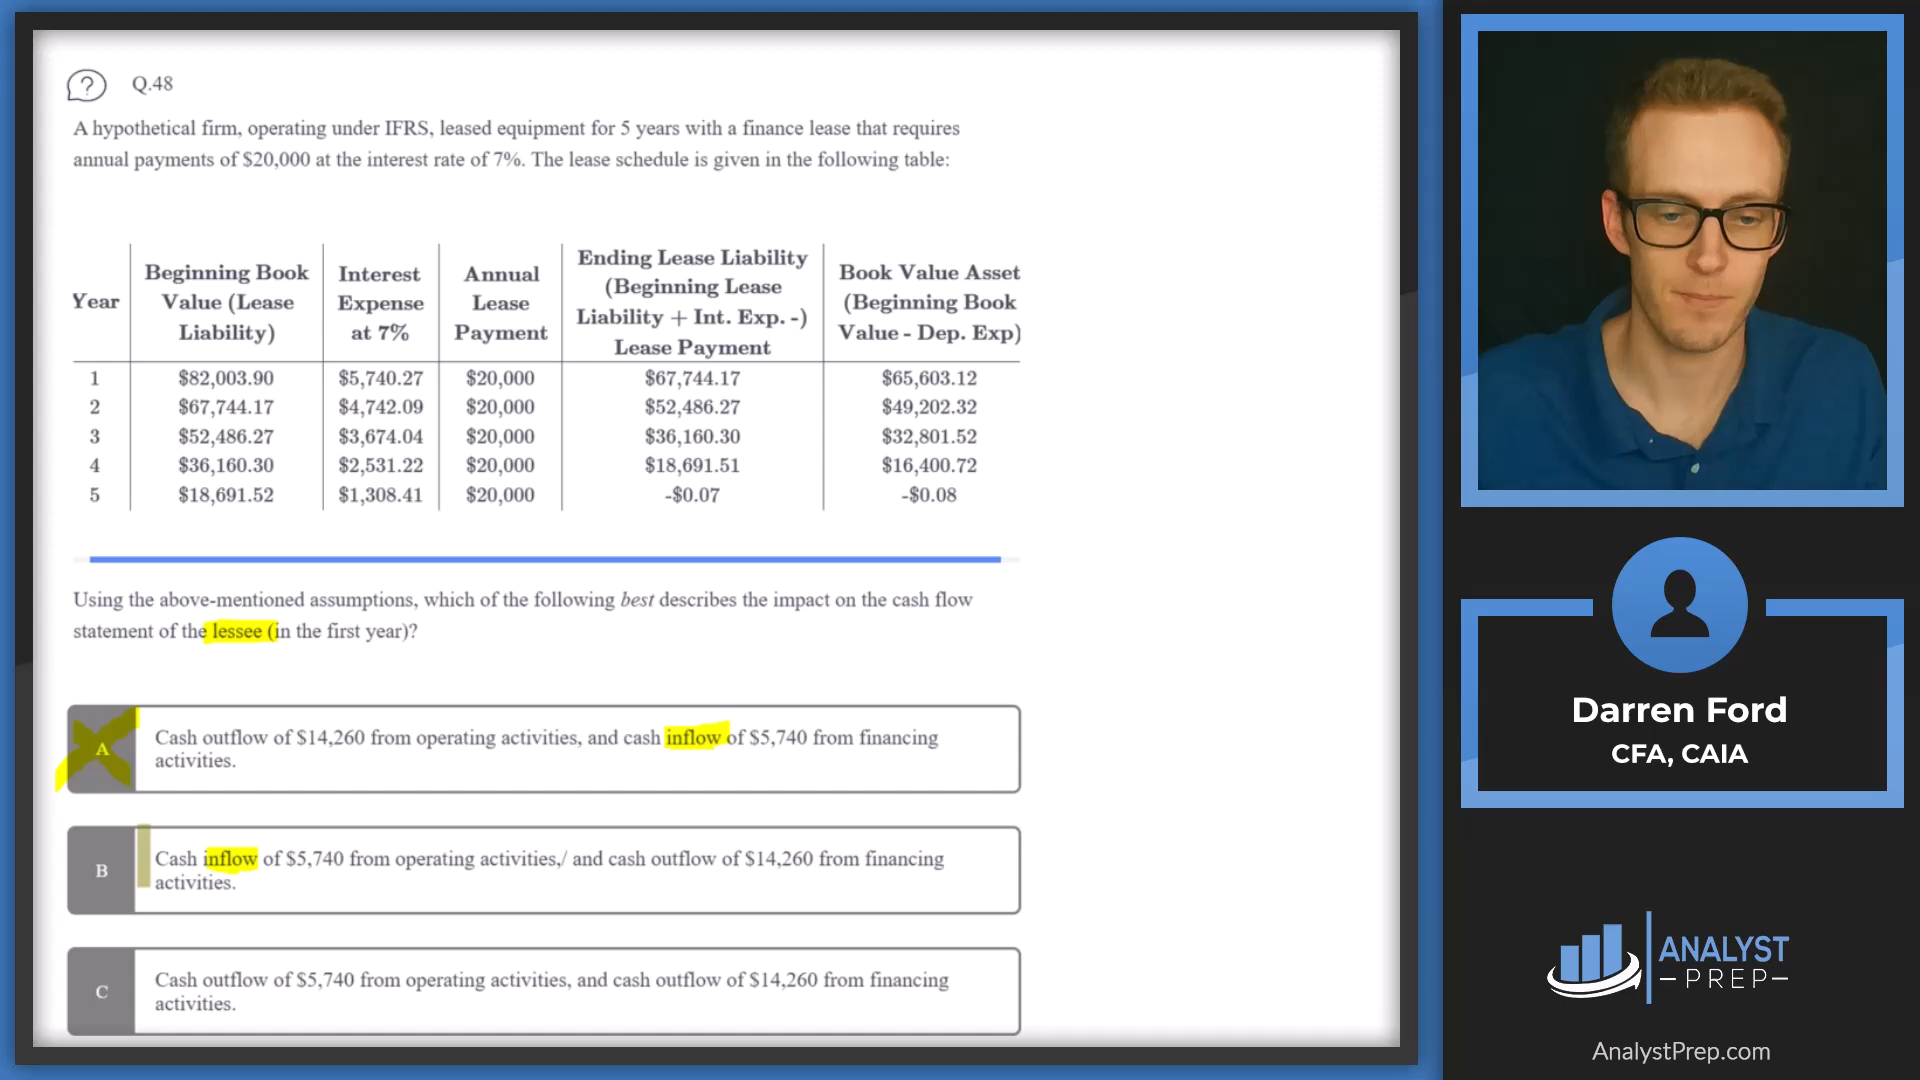 ?
Q.48
A hypothetical firm, operating under IFRS, leased equipment for 5 years with a finance lease that requires
annual payments of $20,000 at the interest rate of 7%. The lease schedule is given in the following table:
Year
Beginning Book
Value (Lease
Liability)
Interest
Expense
at 7%
Annual
Lease
Payment
Ending Lease Liability
(Beginning Lease
Liability + Int. Exp. -)
Lease Payment
Book Value Asset
(Beginning Book
Value - Dep. Exp)
1 $82,003.90 $5,740.27 $20,000 $67,744.17 $65,603.12
2 $67,744.17 $4,742.09 $20,000 $52,486.27 $49,202.32
3 $52,486.27 $3,674.04 $20,000 $36,160.30 $32,801.52
4 $36,160.30 $2,531.22 $20,000 $18,691.51 $16,400.72
5 $18,691.52 $1,308.41 $20,000 -$0.07 -$0.08
Using the above-mentioned assumptions, which of the following best describes the impact on the cash flow
statement of the lessee (in the first year)?
A
Cash outflow of $14,260 from operating activities, and cash inflow of $5,740 from financing
activities.
B
Cash inflow of $5,740 from operating activities,/ and cash outflow of $14,260 from financing
activities.
C
Cash outflow of $5,740 from operating activities, and cash outflow of $14,260 from financing
activities.
Darren Ford
CFA, CAIA
ANALYST
PREP
AnalystPrep.com